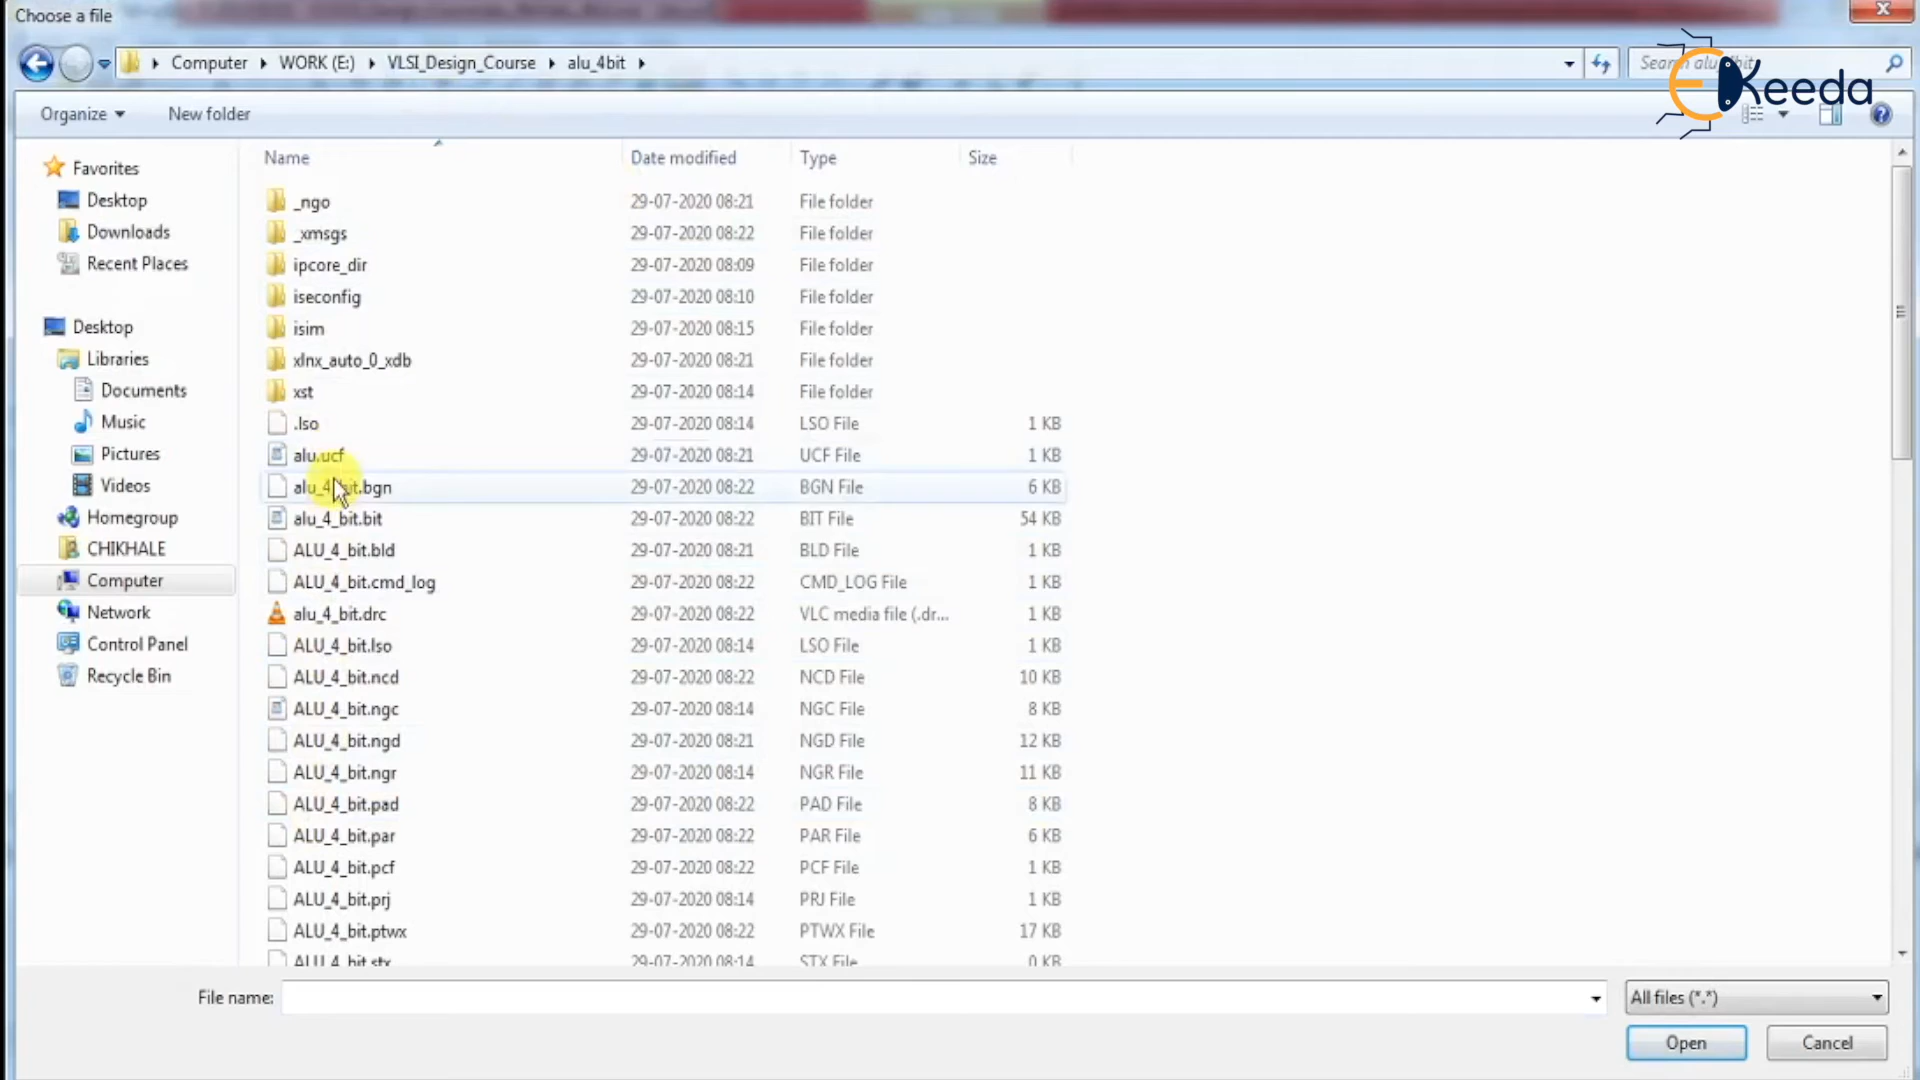 Choose a file
Computer WORK (E:) VLSI_Design_Course alu_4bit
EKeeda
Organize New folder
Name Date modified Type Size
Favorites
Desktop
Downloads
Recent Places
Desktop
Libraries
Documents
Music
Pictures
Videos
Homegroup
CHIKHALE
Computer
Network
Control Panel
Recycle Bin
_ngo 29-07-2020 08:21 File folder
_xmsgs 29-07-2020 08:22 File folder
ipcore_dir 29-07-2020 08:09 File folder
iseconfig 29-07-2020 08:10 File folder
isim 29-07-2020 08:15 File folder
xlnx_auto_0_xdb 29-07-2020 08:21 File folder
xst 29-07-2020 08:14 File folder
.lso 29-07-2020 08:14 LSO File 1 KB
alu.ucf 29-07-2020 08:21 UCF File 1 KB
alu_4_bit.bgn 29-07-2020 08:22 BGN File 6 KB
alu_4_bit.bit 29-07-2020 08:22 BIT File 54 KB
ALU_4_bit.bld 29-07-2020 08:21 BLD File 1 KB
ALU_4_bit.cmd_log 29-07-2020 08:22 CMD_LOG File 1 KB
alu_4_bit.drc 29-07-2020 08:22 VLC media file (.dr... 1 KB
ALU_4_bit.lso 29-07-2020 08:14 LSO File 1 KB
ALU_4_bit.ncd 29-07-2020 08:22 NCD File 10 KB
ALU_4_bit.ngc 29-07-2020 08:14 NGC File 8 KB
ALU_4_bit.ngd 29-07-2020 08:21 NGD File 12 KB
ALU_4_bit.ngr 29-07-2020 08:14 NGR File 11 KB
ALU_4_bit.pad 29-07-2020 08:22 PAD File 8 KB
ALU_4_bit.par 29-07-2020 08:22 PAR File 6 KB
ALU_4_bit.pcf 29-07-2020 08:22 PCF File 1 KB
ALU_4_bit.prj 29-07-2020 08:14 PRJ File 1 KB
ALU_4_bit.ptwx 29-07-2020 08:22 PTWX File 17 KB
ALU_4_bit.stx 29-07-2020 08:14 STX File 0 KB
File name: All files (*.*)
Open Cancel